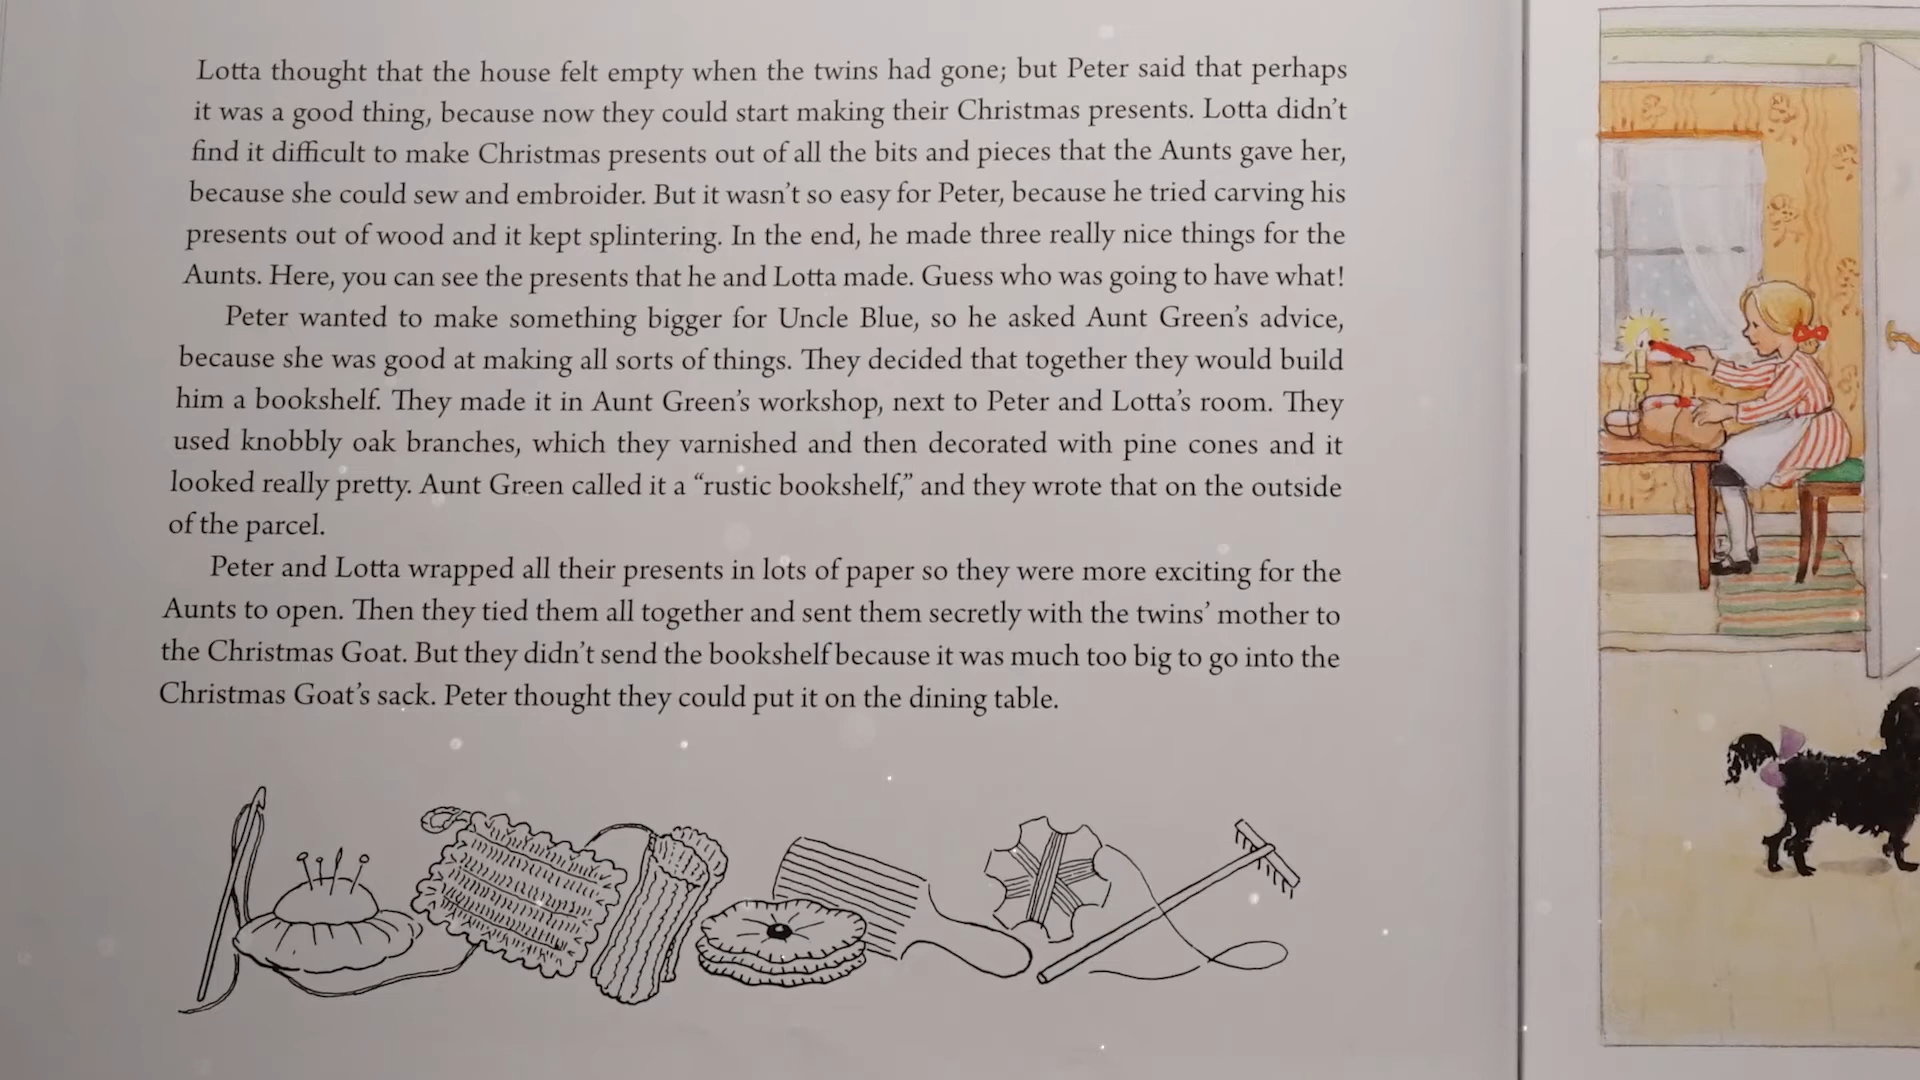 Lotta thought that the house felt empty when the twins had gone; but Peter said that perhaps
it was a good thing, because now they could start making their Christmas presents. Lotta didn’t
find it difficult to make Christmas presents out of all the bits and pieces that the Aunts gave her,
because she could sew and embroider. But it wasn’t so easy for Peter, because he tried carving his
presents out of wood and it kept splintering. In the end, he made three really nice things for the
Aunts. Here, you can see the presents that he and Lotta made. Guess who was going to have what!
Peter wanted to make something bigger for Uncle Blue, so he asked Aunt Green’s advice,
because she was good at making all sorts of things. They decided that together they would build
him a bookshelf. They made it in Aunt Green’s workshop, next to Peter and Lotta’s room. They
used knobbly oak branches, which they varnished and then decorated with pine cones and it
looked really pretty. Aunt Green called it a “rustic bookshelf,” and they wrote that on the outside
of the parcel.
Peter and Lotta wrapped all their presents in lots of paper so they were more exciting for the
Aunts to open. Then they tied them all together and sent them secretly with the twins’ mother to
the Christmas Goat. But they didn’t send the bookshelf because it was much too big to go into the
Christmas Goat’s sack. Peter thought they could put it on the dining table.